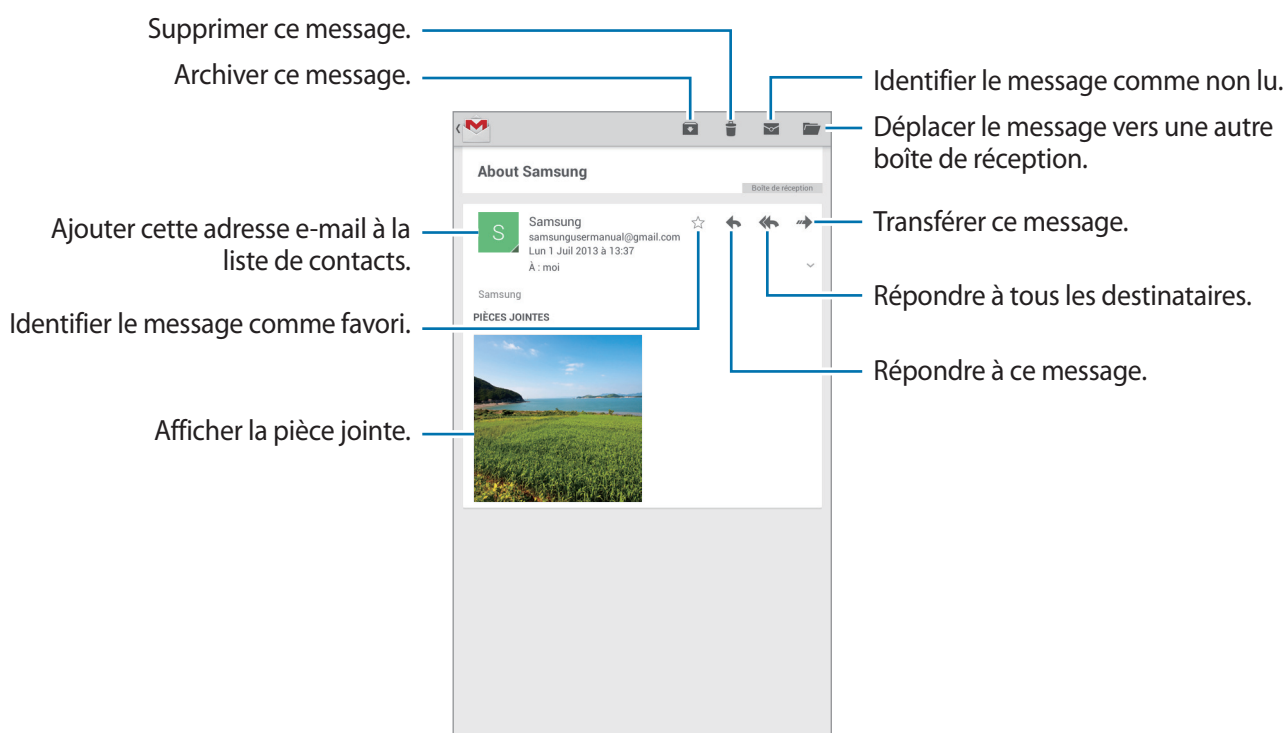 Supprimer ce message.
Archiver ce message.
Identifier le message comme non lu.
Déplacer le message vers une autre
boîte de réception.
About Samsung
Boîte de réception
Ajouter cette adresse e-mail à la
liste de contacts.
S
Samsung
samsungusermanual@gmail.com
Lun 1 Juil 2013 à 13:37
À : moi
Transférer ce message.
Samsung
Répondre à tous les destinataires.
Identifier le message comme favori.
PIÈCES JOINTES
Répondre à ce message.
Afficher la pièce jointe.